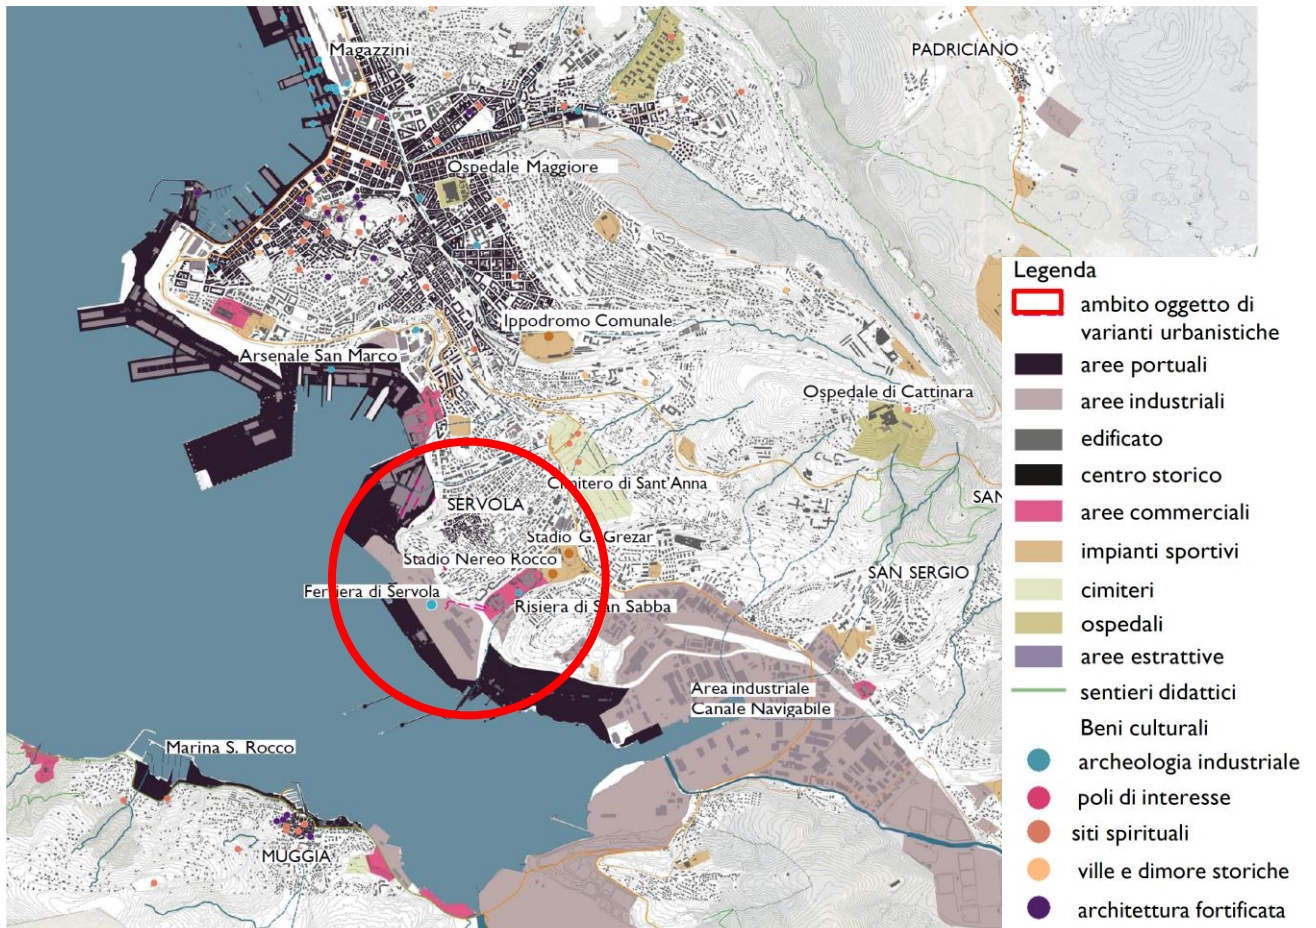 Magazzini
PADRICIANO
Ospedale Maggiore
Ippodromo Comunale
Arsenale San Marco
Ospedale di Cattinara
Cimitero di Sant'Anna
SERVOLA
SAN
Stadio G. Grezar
Stadio Nereo Rocco
SAN SERGIO
Ferriera di Servola
Risiera di San Sabba
Area industriale
Canale Navigabile
Marina S. Rocco
MUGGIA
Legenda
ambito oggetto di
varianti urbanistiche
aree portuali
aree industriali
edificato
centro storico
aree commerciali
impianti sportivi
cimiteri
ospedali
aree estrattive
sentieri didattici
Beni culturali
archeologia industriale
poli di interesse
siti spirituali
ville e dimore storiche
architettura fortificata